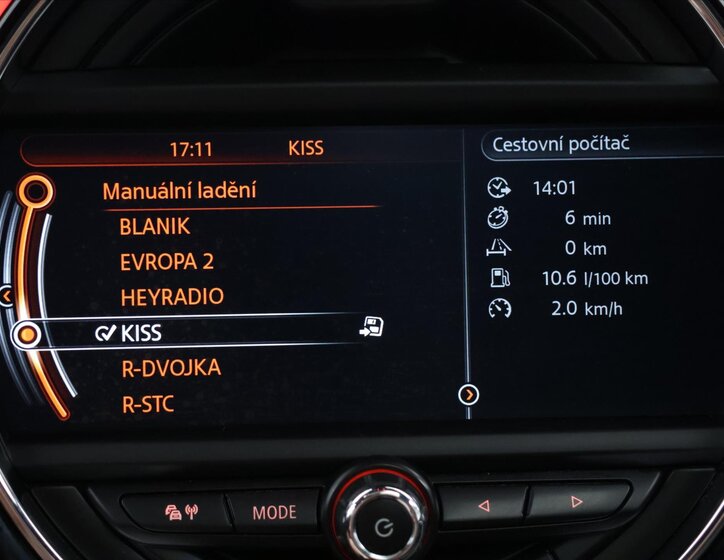 17:11 KISS
Manuální ladění
BLANIK
EVROPA 2
HEYRADIO
KISS
R-DVOJKA
R-STC
Cestovní počítač
14:01
6 min
0 km
10.6 l/100 km
2.0 km/h
MODE